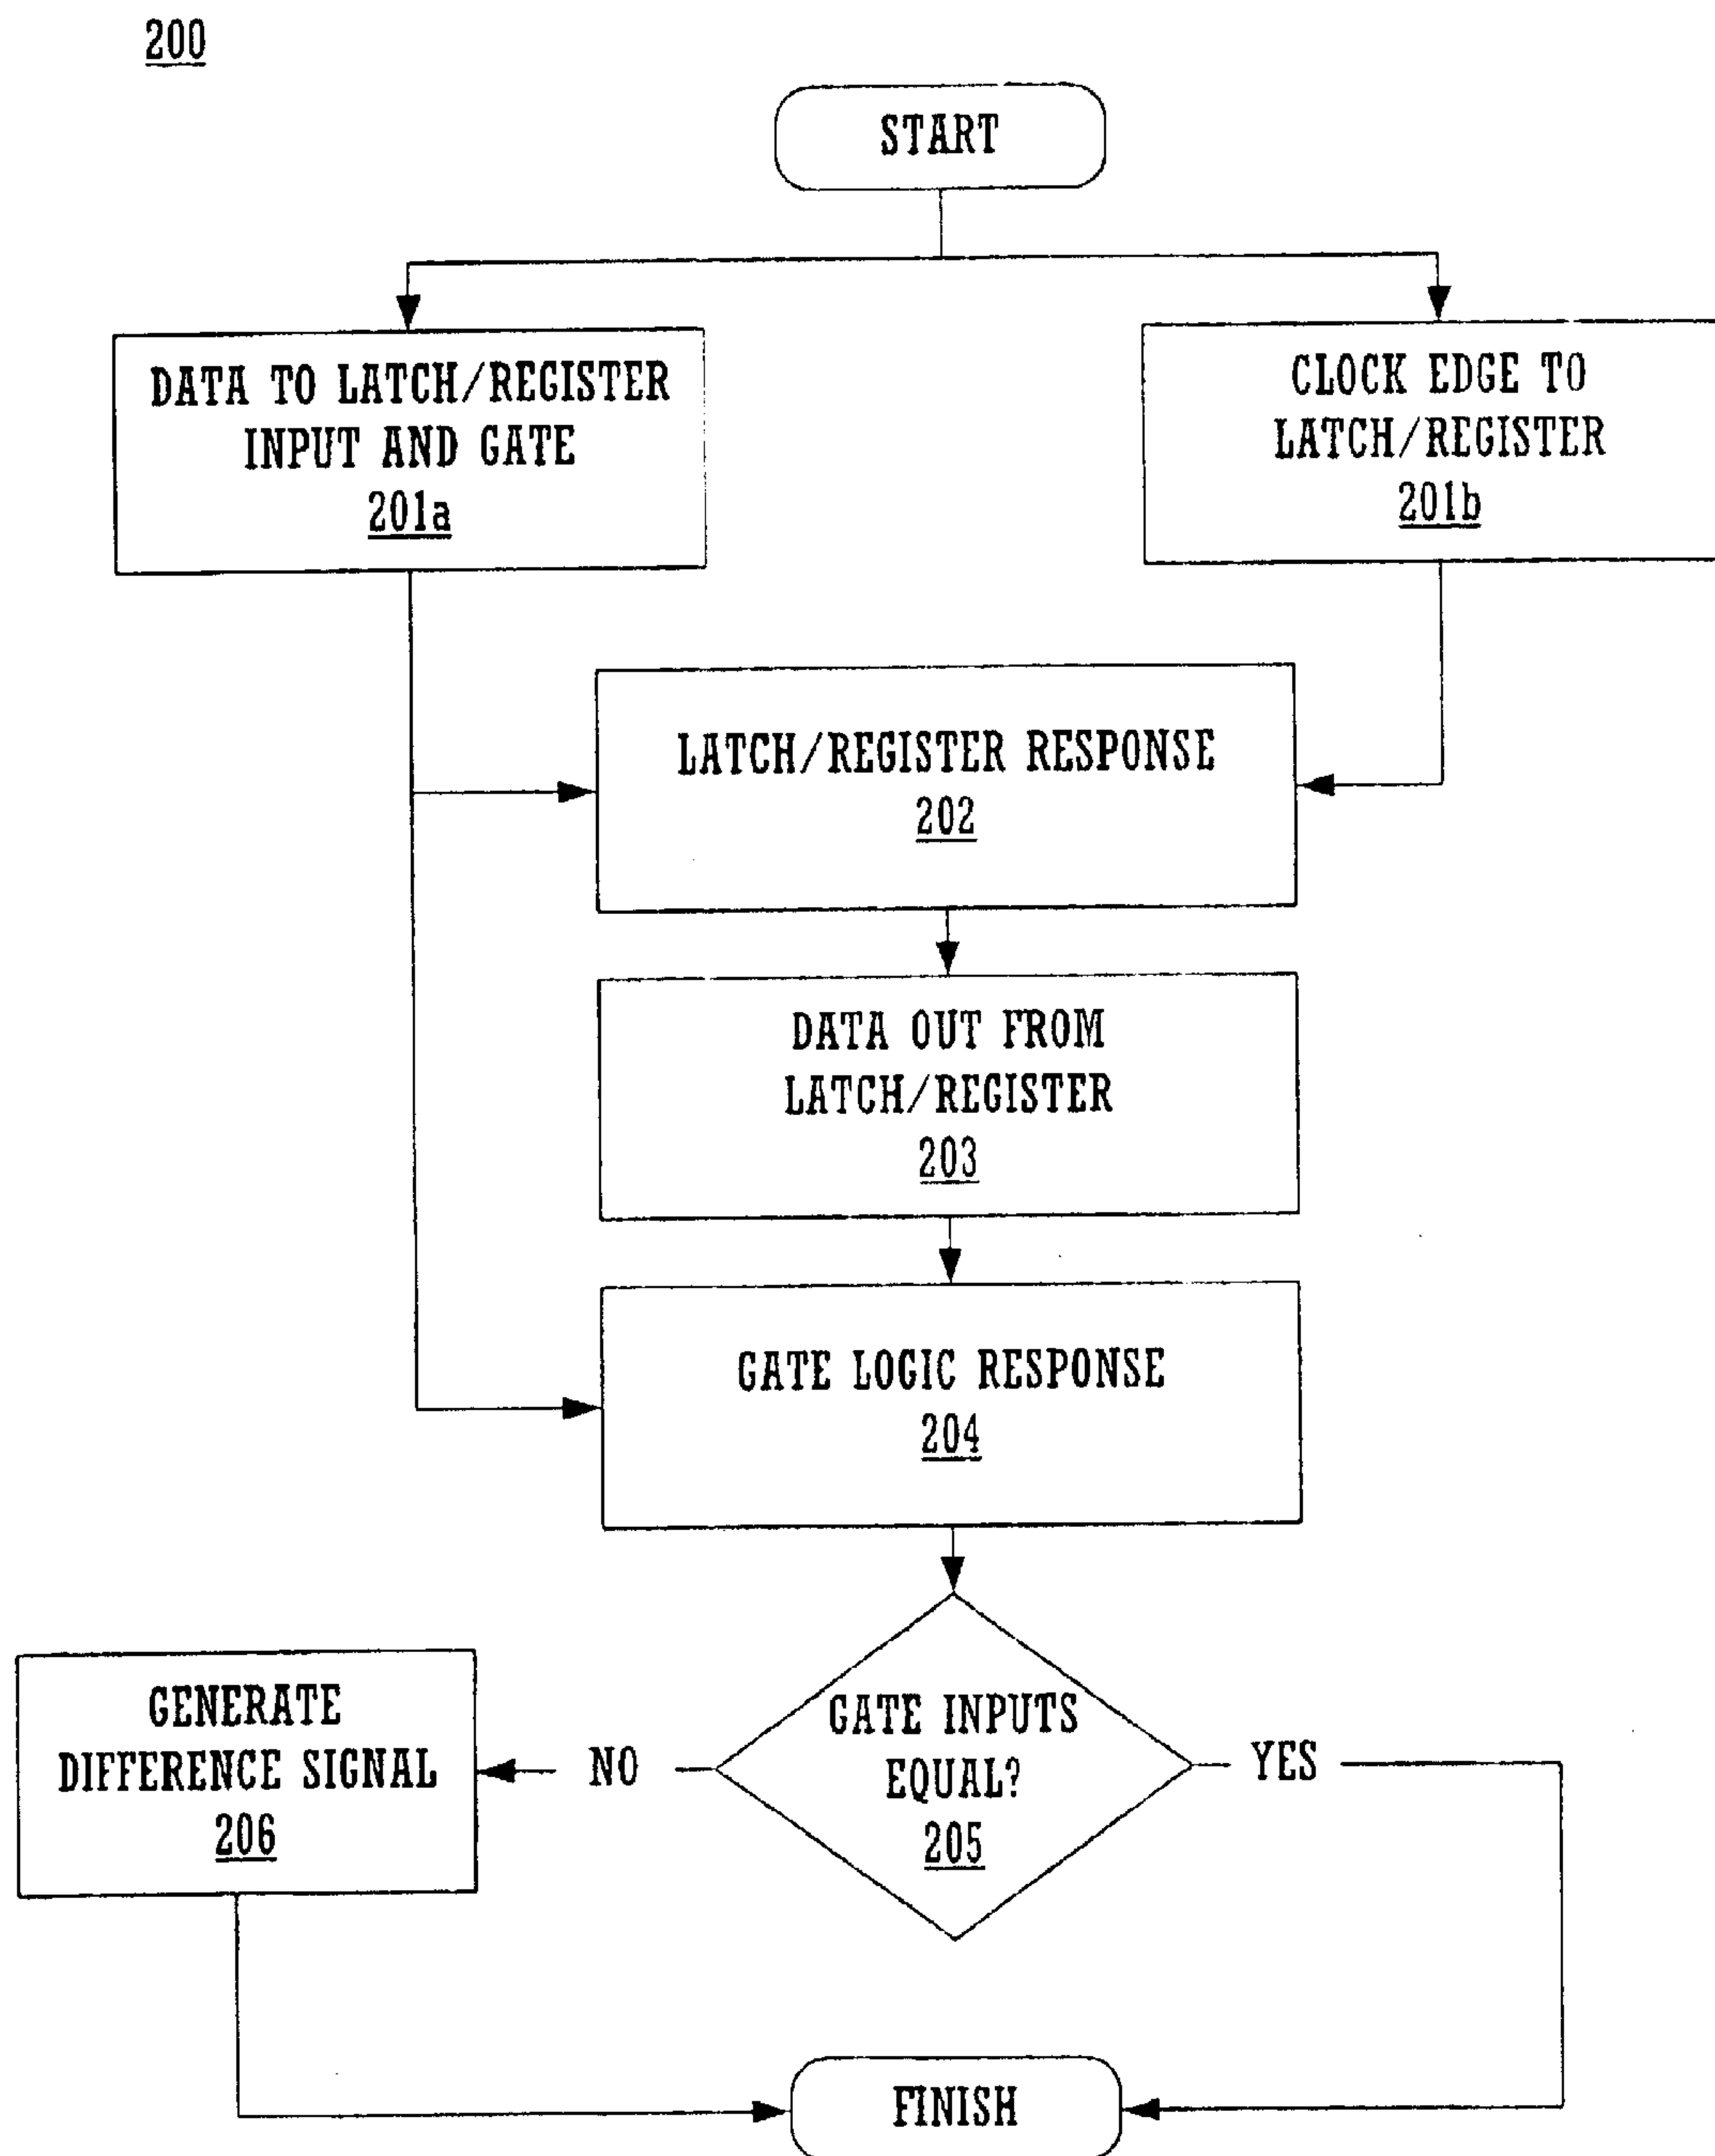 200
START
DATA TO LATCH/REGISTER
INPUT AND GATE
201a
CLOCK EDGE TO
LATCH/REGISTER
201b
LATCH/REGISTER RESPONSE
202
DATA OUT FROM
LATCH/REGISTER
203
GATE LOGIC RESPONSE
204
GATE INPUTS
EQUAL?
205
NO
YES
GENERATE
DIFFERENCE SIGNAL
206
FINISH